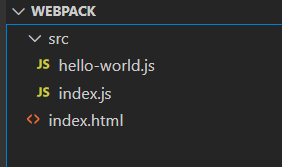 WEBPACK
src
JS hello-world.js
JS index.js
<> index.html